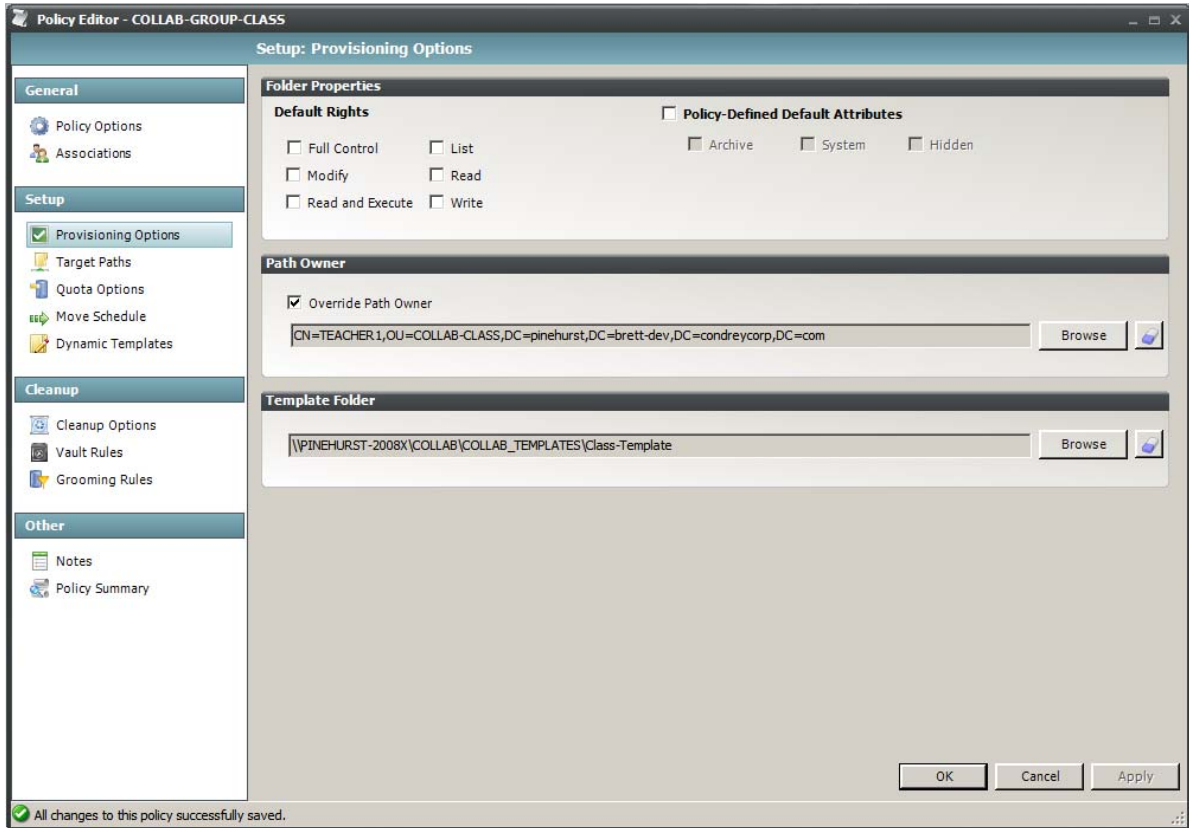 Policy Editor - COLLAB-GROUP-CLASS
Setup: Provisioning Options
General
Policy Options
Associations
Setup
Provisioning Options
Target Paths
Quota Options
Move Schedule
Dynamic Templates
Cleanup
Cleanup Options
Vault Rules
Grooming Rules
Other
Notes
Policy Summary
Folder Properties
Default Rights
Policy-Defined Default Attributes
Full Control
List
Archive
System
Hidden
Modify
Read
Read and Execute
Write
Path Owner
Override Path Owner
CN=TEACHER1,OU=COLLAB-CLASS,DC=pinehurst,DC=brett-dev,DC=condreycorp,DC=com
Browse
Template Folder
\\PINEHURST-2008X\COLLAB\COLLAB_TEMPLATES\Class-Template
Browse
OK
Cancel
Apply
All changes to this policy successfully saved.